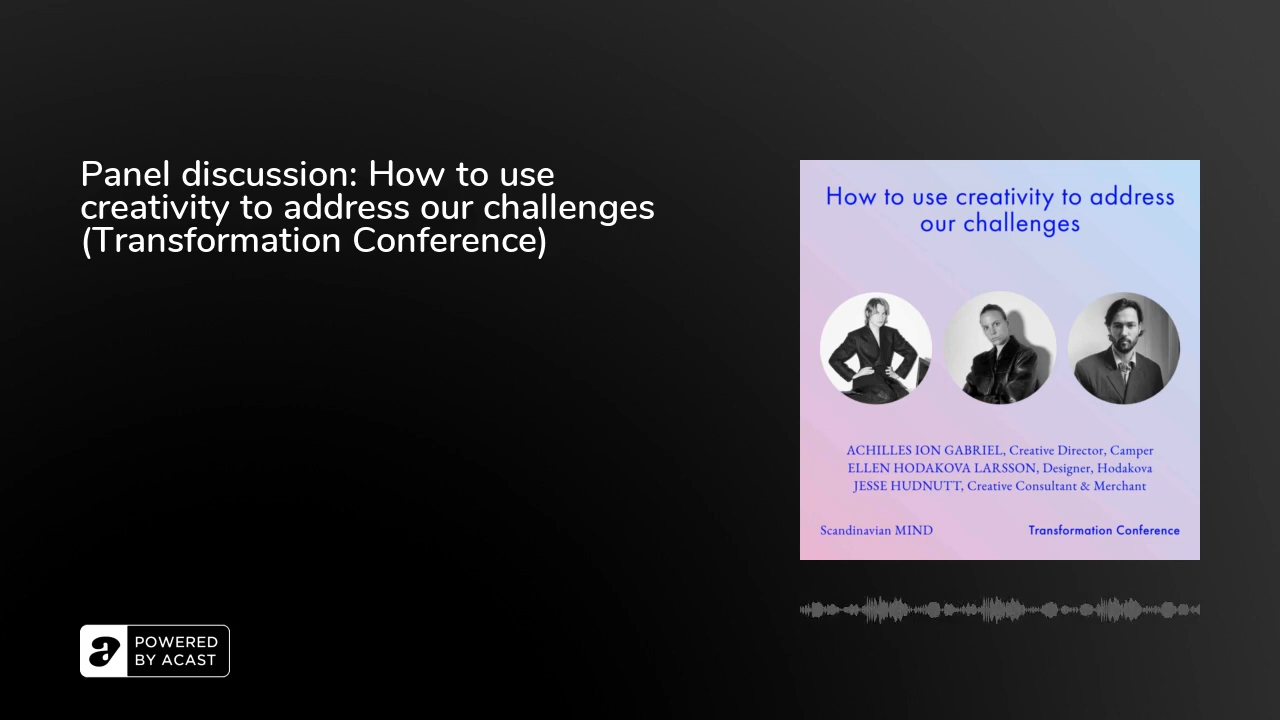 Panel discussion: How to use
creativity to address our challenges
(Transformation Conference)
How to use creativity to address
our challenges
ACHILLES ION GABRIEL, Creative Director, Camper
ELLEN HODAKOVA LARSSON, Designer, Hodakova
JESSE HUDNUTT, Creative Consultant & Merchant
Scandinavian MIND
Transformation Conference
POWERED
BY ACAST